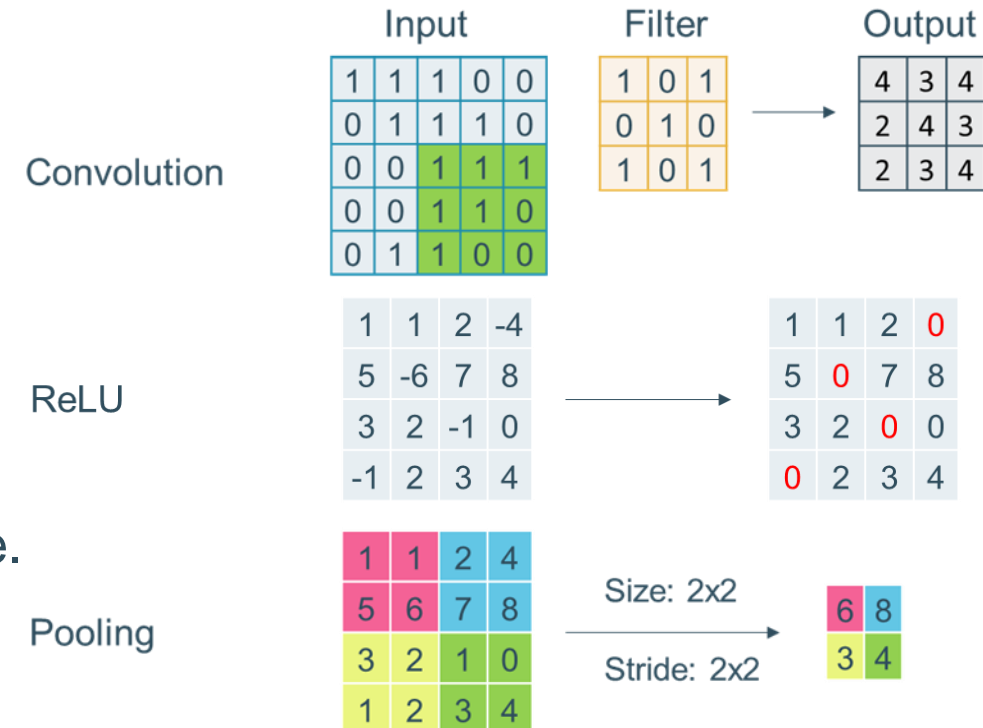 Input Filter Output
1 1 1 0 0 1 0 1 4 3 4
0 1 1 1 0 0 1 0 2 4 3
Convolution 0 0 1 1 1 1 0 1 2 3 4
0 0 1 1 0
0 1 1 0 0
1 1 2 -4 1 1 2 0
5 -6 7 8 5 0 7 8
ReLU
3 2 -1 0 3 2 0 0
-1 2 3 4 0 2 3 4
e.
1 1 2 4
Size: 2x2
5 6 7 8 6 8
Pooling
3 2 1 0 3 4
Stride: 2x2
1 2 3 4